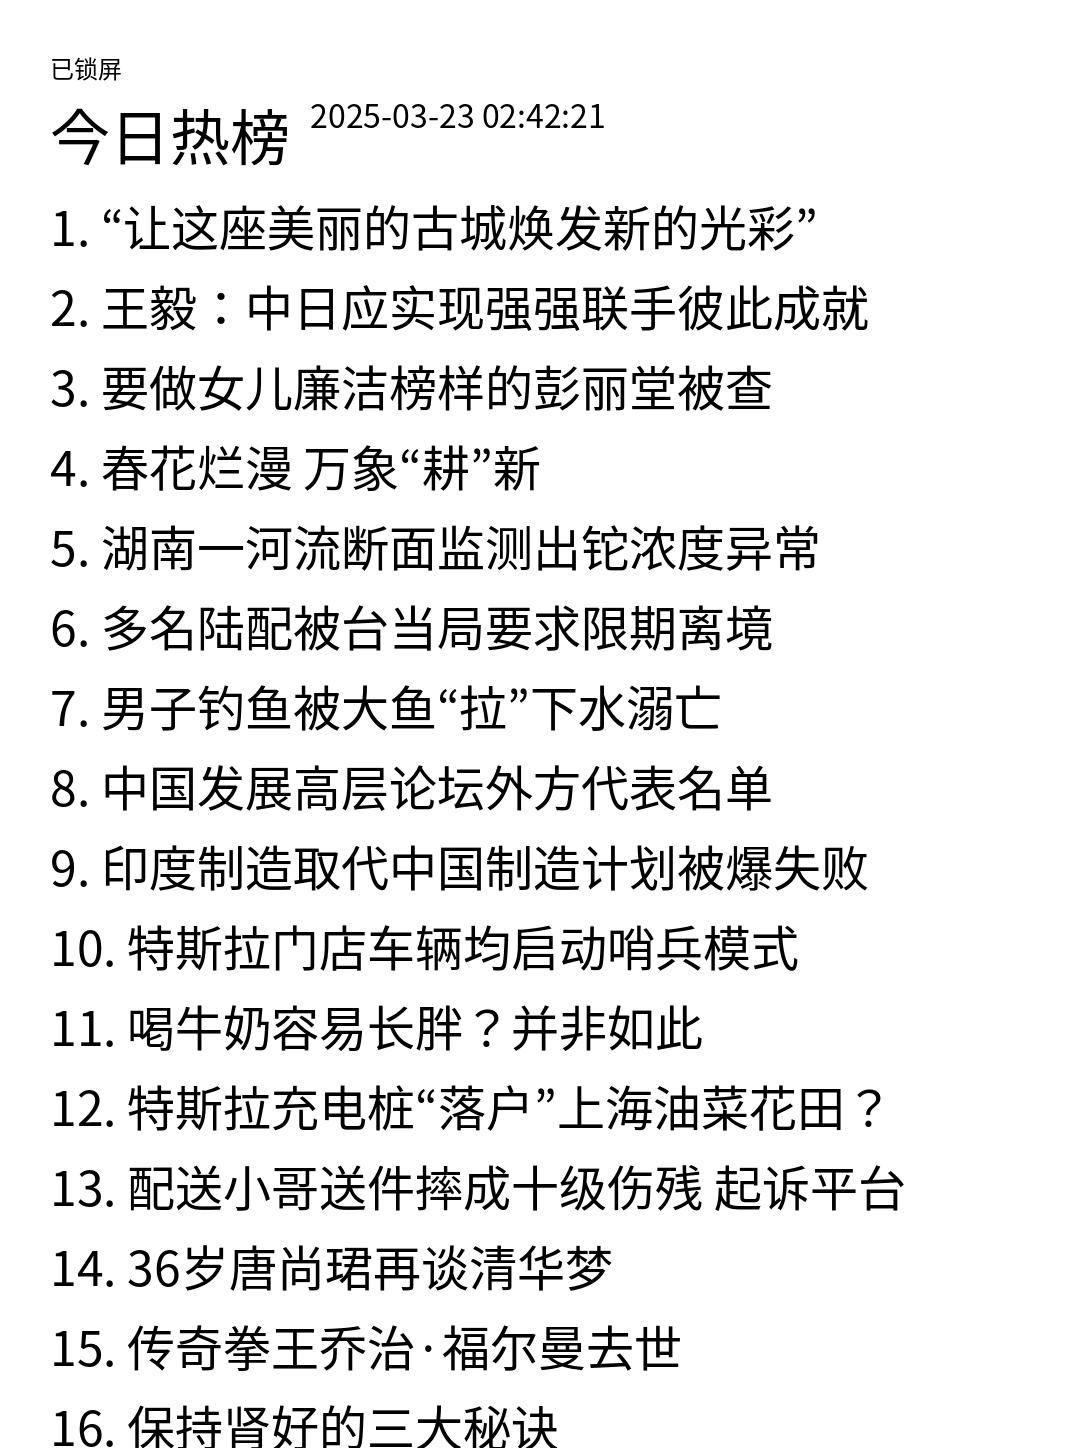 已锁屏
今日热榜 2025-03-23 02:42:21
1. “让这座美丽的古城焕发新的光彩”
2. 王毅：中日应实现强强联手彼此成就
3. 要做女儿廉洁榜样的彭丽堂被查
4. 春花烂漫 万象“耕”新
5. 湖南一河流断面监测出铊浓度异常
6. 多名陆配被台当局要求限期离境
7. 男子钓鱼被大鱼“拉”下水溺亡
8. 中国发展高层论坛外方代表名单
9. 印度制造取代中国制造计划被爆失败
10. 特斯拉门店车辆均启动哨兵模式
11. 喝牛奶容易长胖？并非如此
12. 特斯拉充电桩“落户”上海油菜花田？
13. 配送小哥送件摔成十级伤残 起诉平台
14. 36岁唐尚珺再谈清华梦
15. 传奇拳王乔治·福尔曼去世
16. 保持肾好的三大秘诀